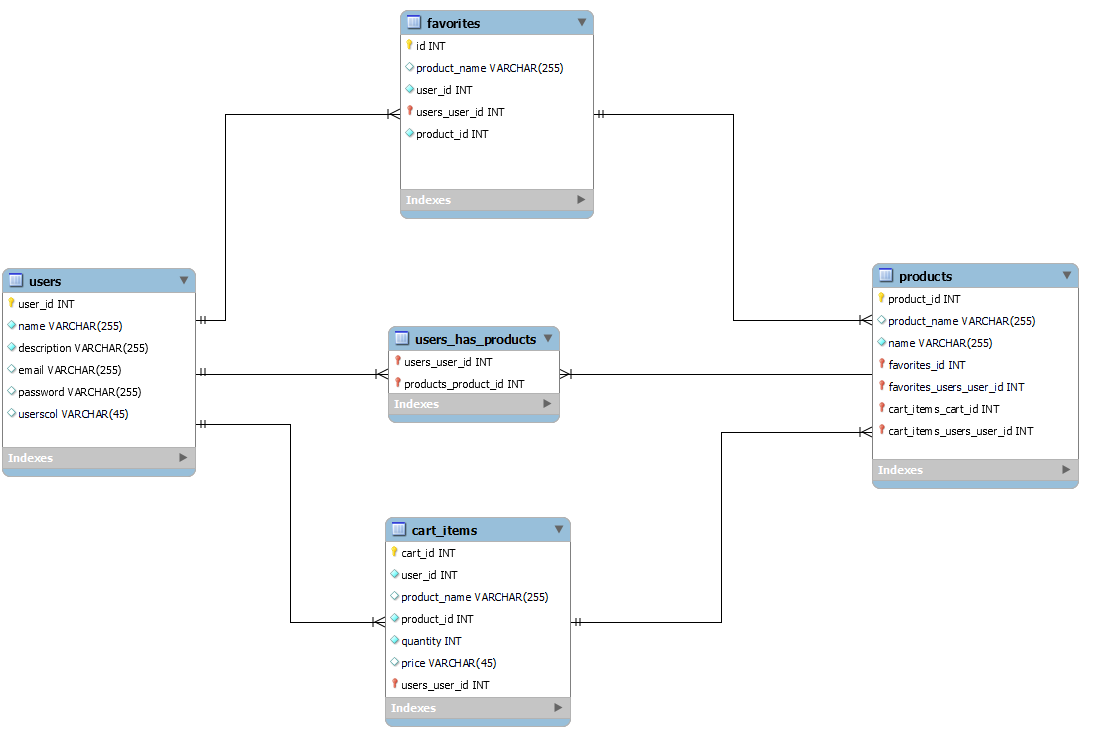 favorites
id INT
product_name VARCHAR(255)
user_id INT
users_user_id INT
product_id INT
Indexes
users
user_id INT
name VARCHAR(255)
description VARCHAR(255)
email VARCHAR(255)
password VARCHAR(255)
userscol VARCHAR(45)
Indexes
users_has_products
users_user_id INT
products_product_id INT
Indexes
products
product_id INT
product_name VARCHAR(255)
name VARCHAR(255)
favorites_id INT
favorites_users_user_id INT
cart_items_cart_id INT
cart_items_users_user_id INT
Indexes
cart_items
cart_id INT
user_id INT
product_name VARCHAR(255)
product_id INT
quantity INT
price VARCHAR(45)
users_user_id INT
Indexes